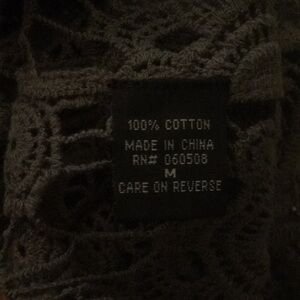 100% COTTON
MADE IN CHINA
RN# 060508
M
CARE ON REVERSE